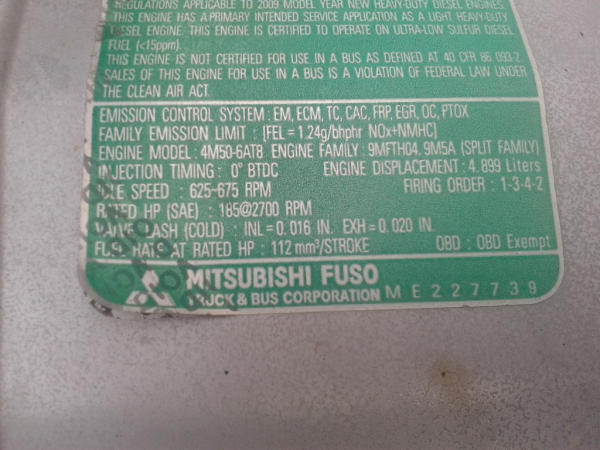 REGULATIONS APPLICABLE TO 2009 MODEL YEAR NEW HEAVY-DUTY DIESEL ENGINES.
THIS ENGINE HAS A PRIMARY INTENDED SERVICE APPLICATION AS A LIGHT HEAVY-DUTY
DIESEL ENGINE. THIS ENGINE IS CERTIFIED TO OPERATE ON ULTRA-LOW SULFUR DIESEL
FUEL (<15ppm).
THIS ENGINE IS NOT CERTIFIED FOR USE IN A BUS AS DEFINED AT 40 CFR 86.093-2.
SALES OF THIS ENGINE FOR USE IN A BUS IS A VIOLATION OF FEDERAL LAW UNDER
THE CLEAN AIR ACT.
EMISSION CONTROL SYSTEM : EM, ECM, TC, CAC, FRP, EGR, OC, PTOX
FAMILY EMISSION LIMIT : [FEL = 1.24g/bhphr NOx+NMHC]
ENGINE MODEL : 4M50-6AT8 ENGINE FAMILY : 9MFTH04.9M5A (SPLIT FAMILY)
INJECTION TIMING : 0° BTDC ENGINE DISPLACEMENT : 4.899 Liters
IDLE SPEED : 625-675 RPM FIRING ORDER : 1-3-4-2
RATED HP (SAE) : 185@2700 RPM
VALVE LASH (COLD) : INL = 0.016 IN. EXH = 0.020 IN.
FUEL RATE AT RATED HP : 112 mm³/STROKE OBD : OBD Exempt
MITSUBISHI FUSO
TRUCK & BUS CORPORATION ME227739